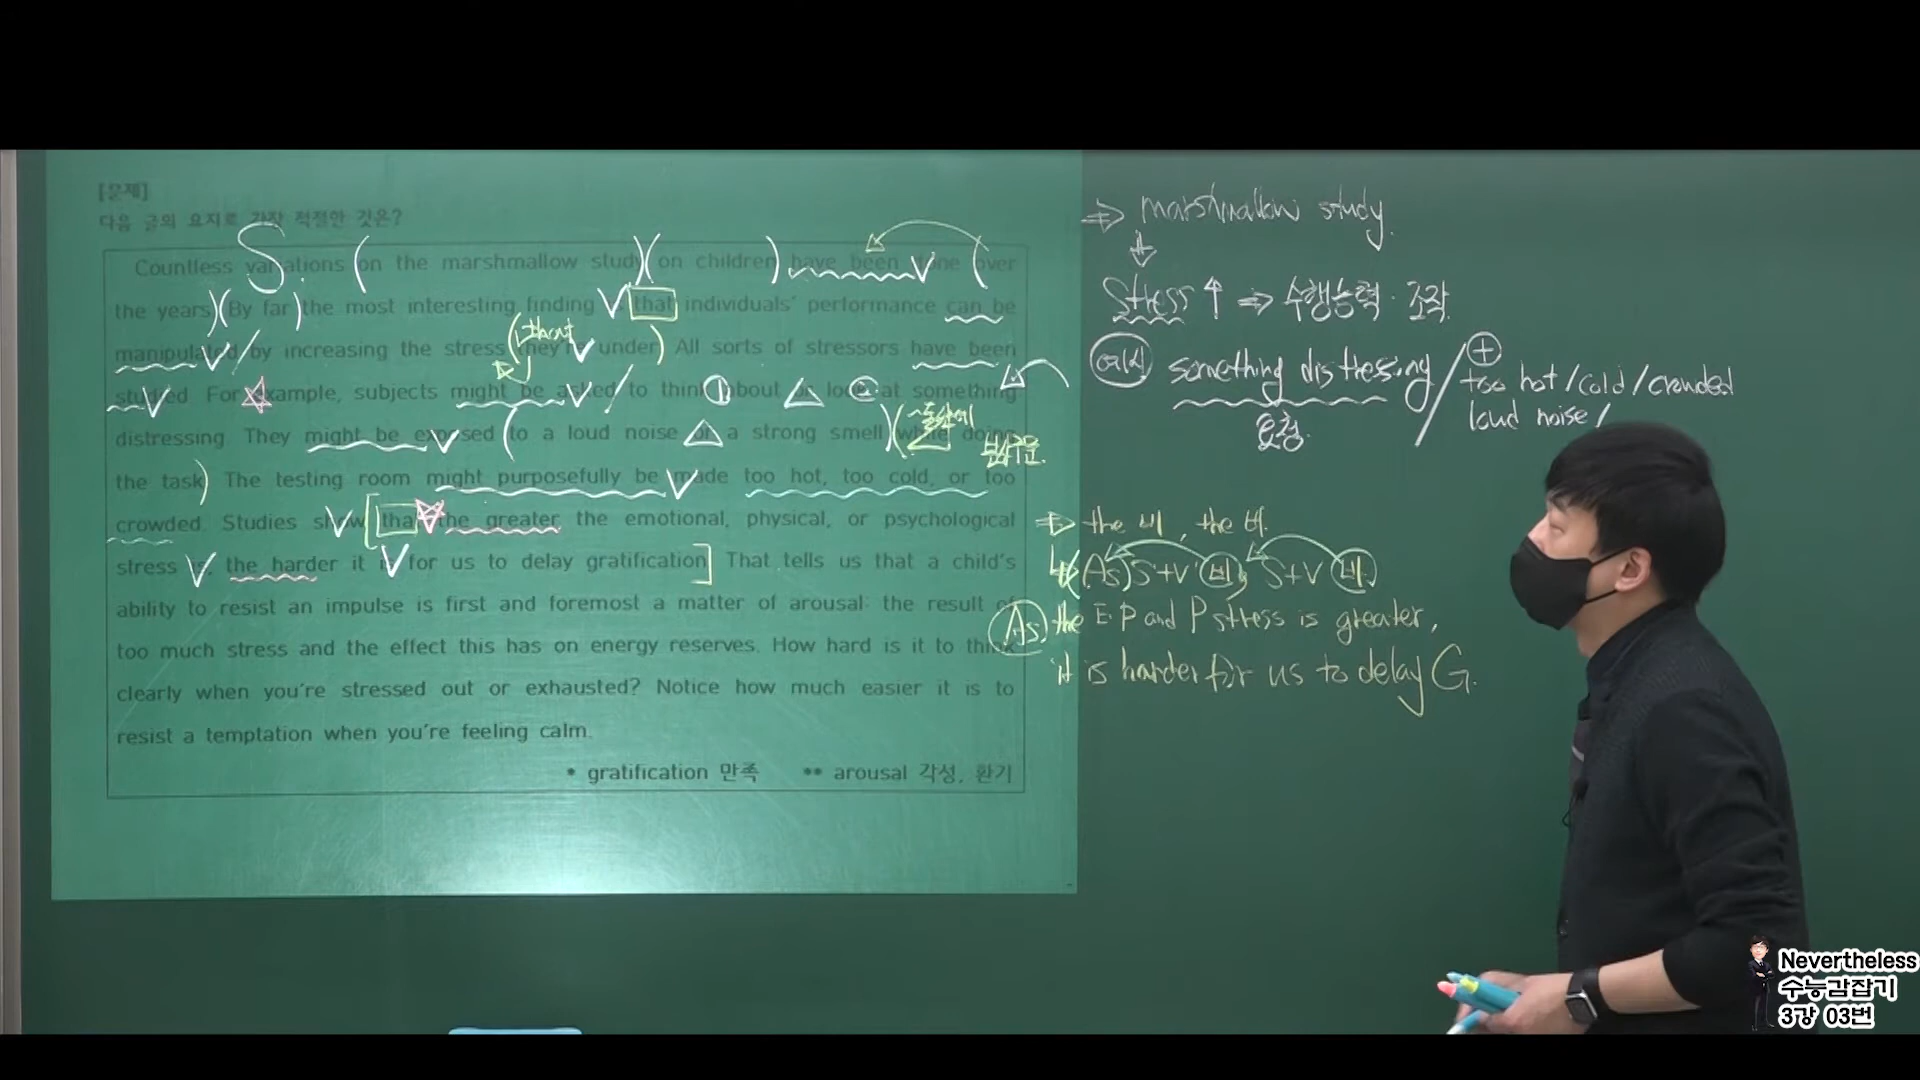 [문제]
다음 글의 요지로 가장 적절한 것은?
S.
Countless variations on the marshmallow study on children have been done over
the years. By far the most interesting finding is that individuals' performance can be
manipulated by increasing the stress they're under. All sorts of stressors have been
studied. For example, subjects might be asked to think about or look at something
distressing. They might be exposed to a loud noise or a strong smell while doing
the task. The testing room might purposefully be made too hot, too cold, or too
crowded. Studies show that the greater the emotional, physical, or psychological
stress is, the harder it is for us to delay gratification. That tells us that a child's
ability to resist an impulse is first and foremost a matter of arousal: the result of
too much stress and the effect this has on energy reserves. How hard is it to think
clearly when you're stressed out or exhausted? Notice how much easier it is to
resist a temptation when you're feeling calm.
* gratification 만족 ** arousal 각성, 환기
that
~동안에
분사구문.
⇒ marshmallow study.
↓
Stress ↑ ⇒ 수행능력·조작
예시 something distressing / ⊕ too hot / cold / crowded
loud noise /
요청.
⇒ the 비, the 비.
↳ (As) S+V 비, S+V 비.
As the E.P and P stress is greater,
it is harder for us to delay G.
Nevertheless
수능감잡기
3강 03번